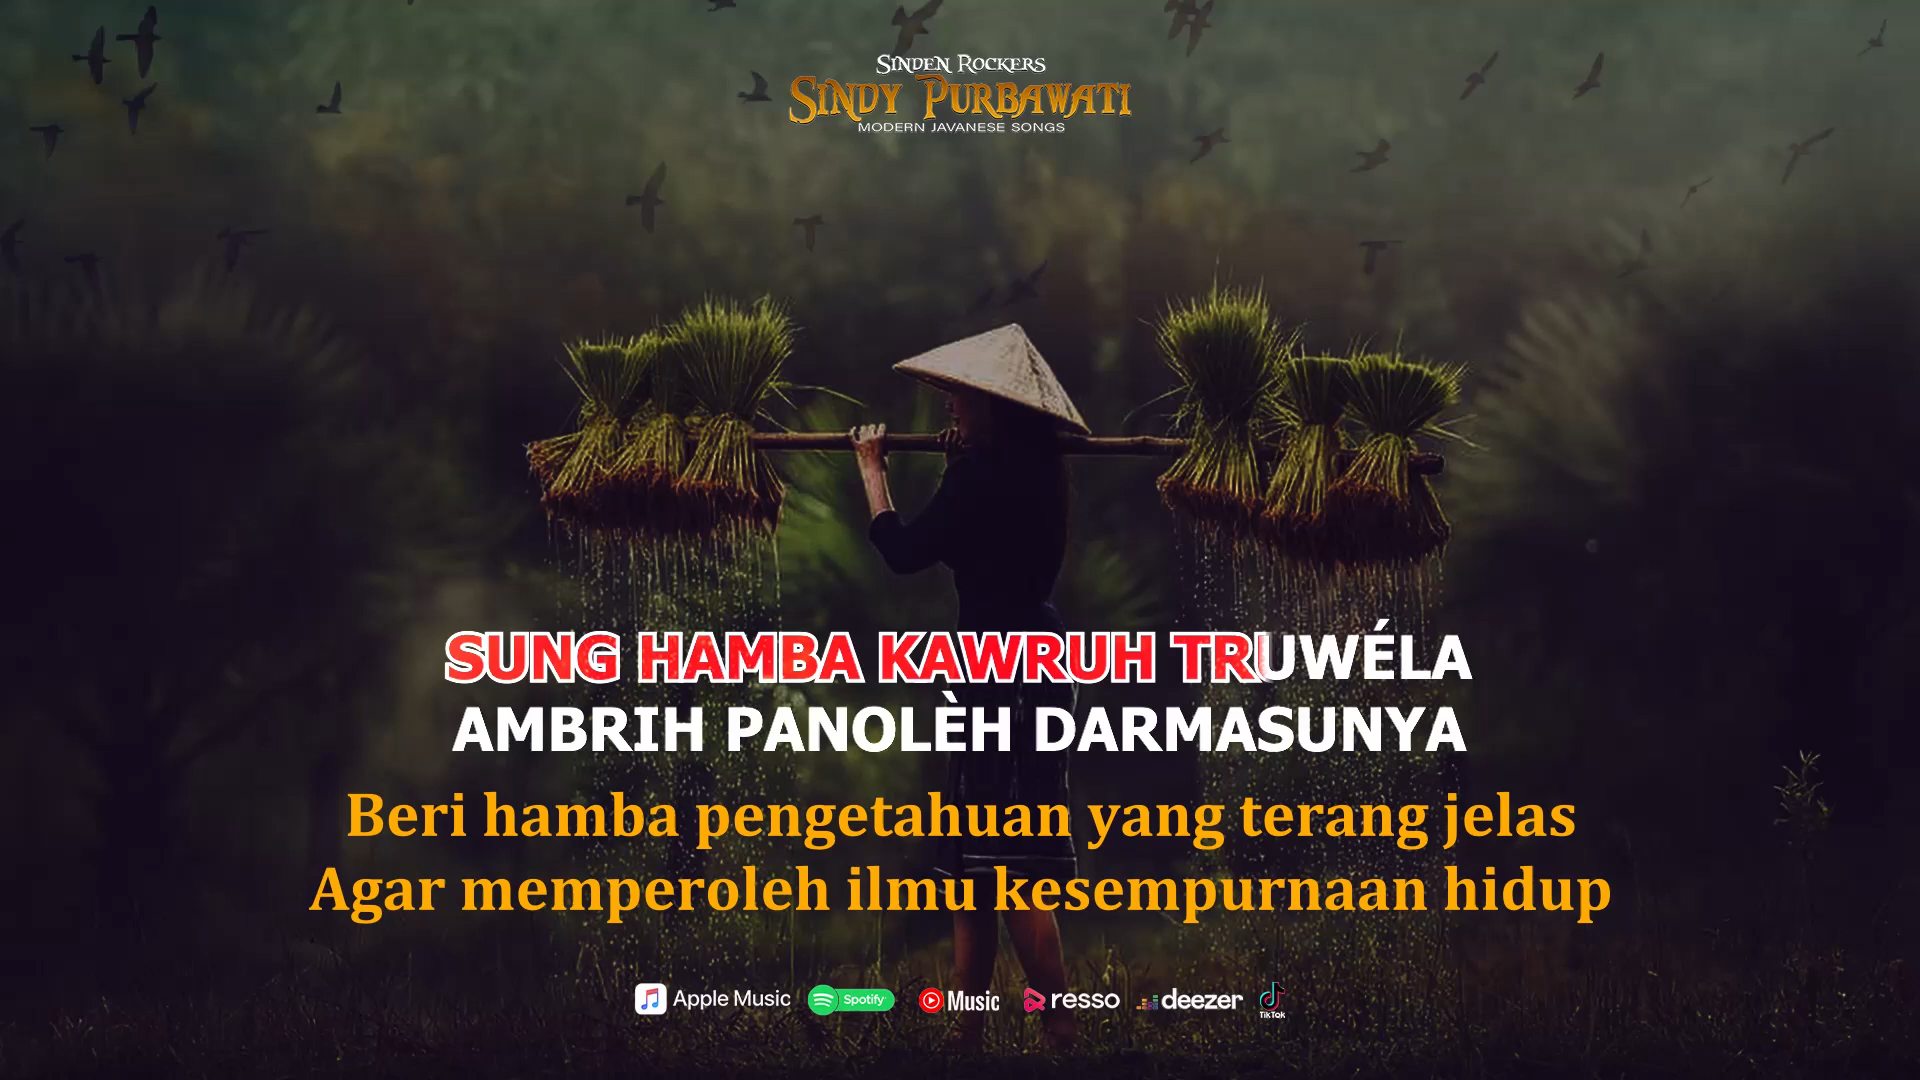 SINDEN ROCKERS
SINDY PURBAWATI
MODERN JAVANESE SONGS
SUNG HAMBA KAWRUH TRUWÉLA
AMBRIH PANOLÈH DARMASUNYA
Beri hamba pengetahuan yang terang jelas
Agar memperoleh ilmu kesempurnaan hidup
Apple Music Spotify Music resso deezer TikTok